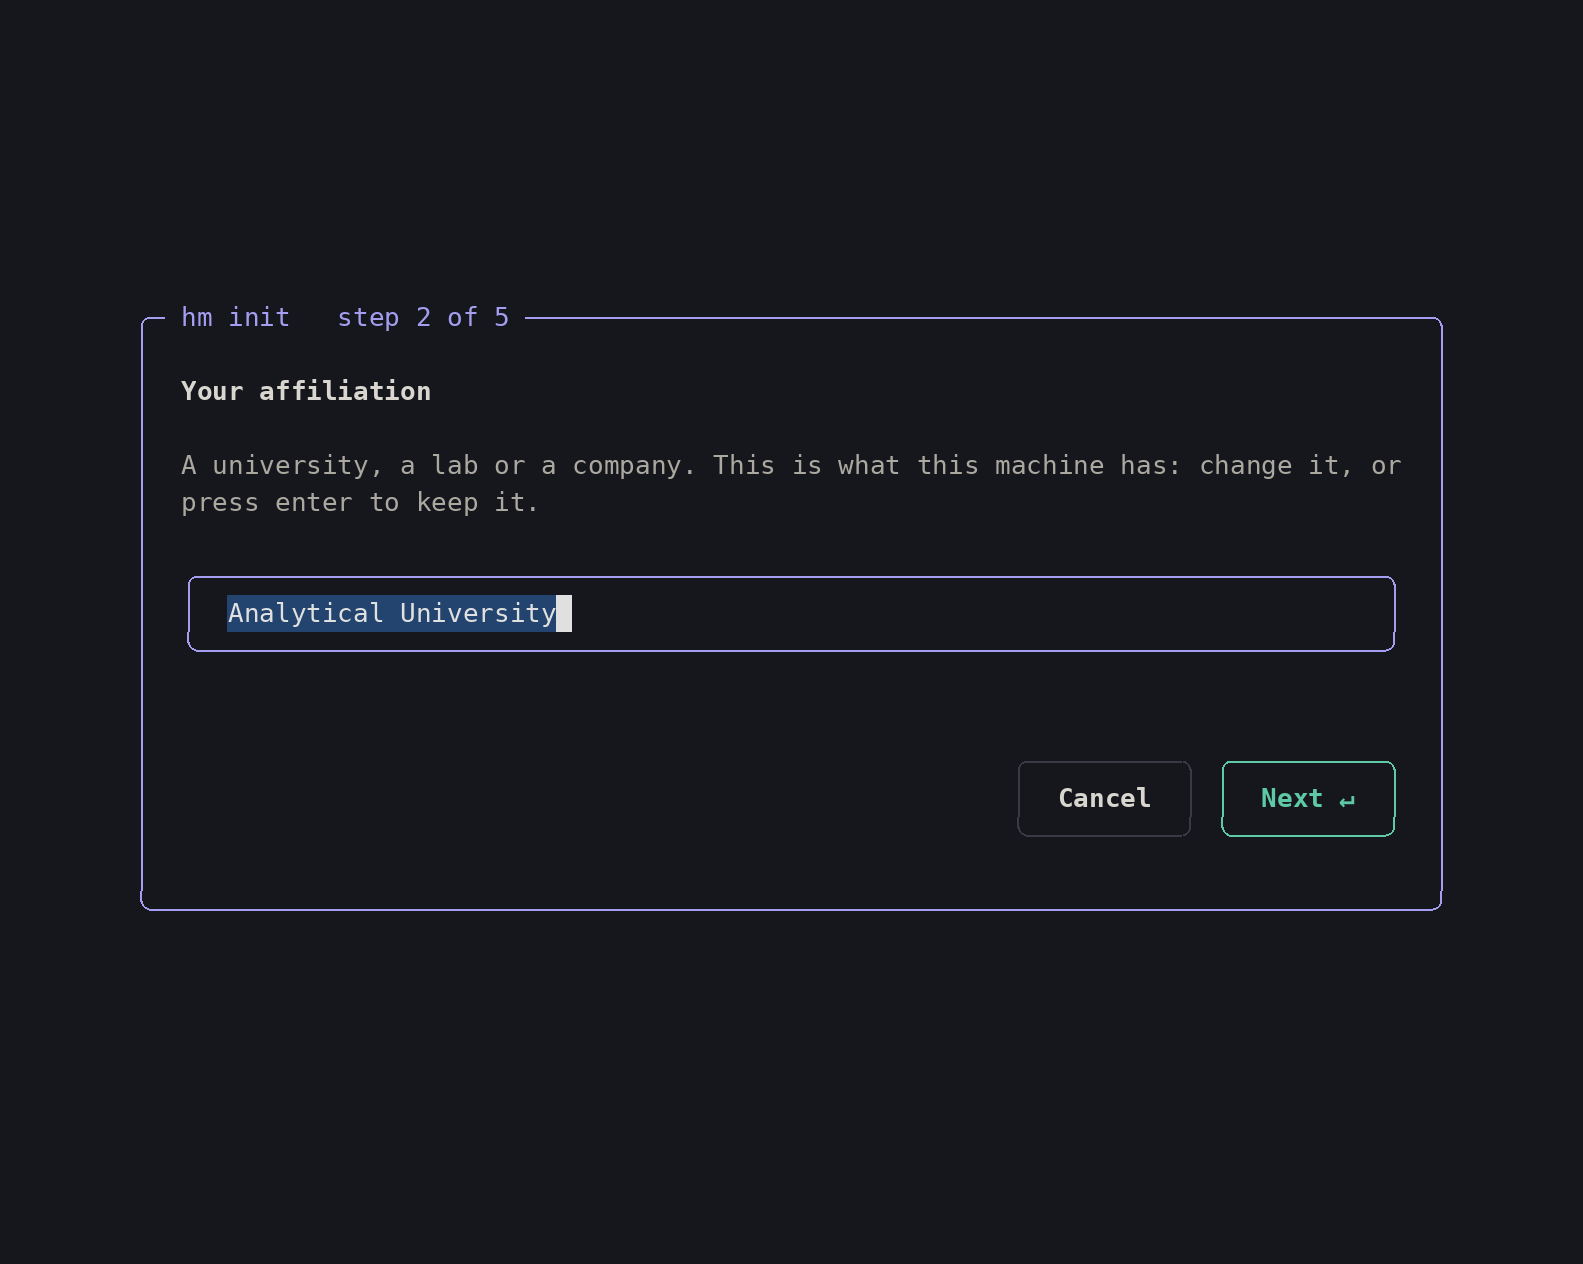 hm init   step 2 of 5
Your affiliation
A university, a lab or a company. This is what this machine has: change it, or
press enter to keep it.
Analytical University
Cancel
Next ↵